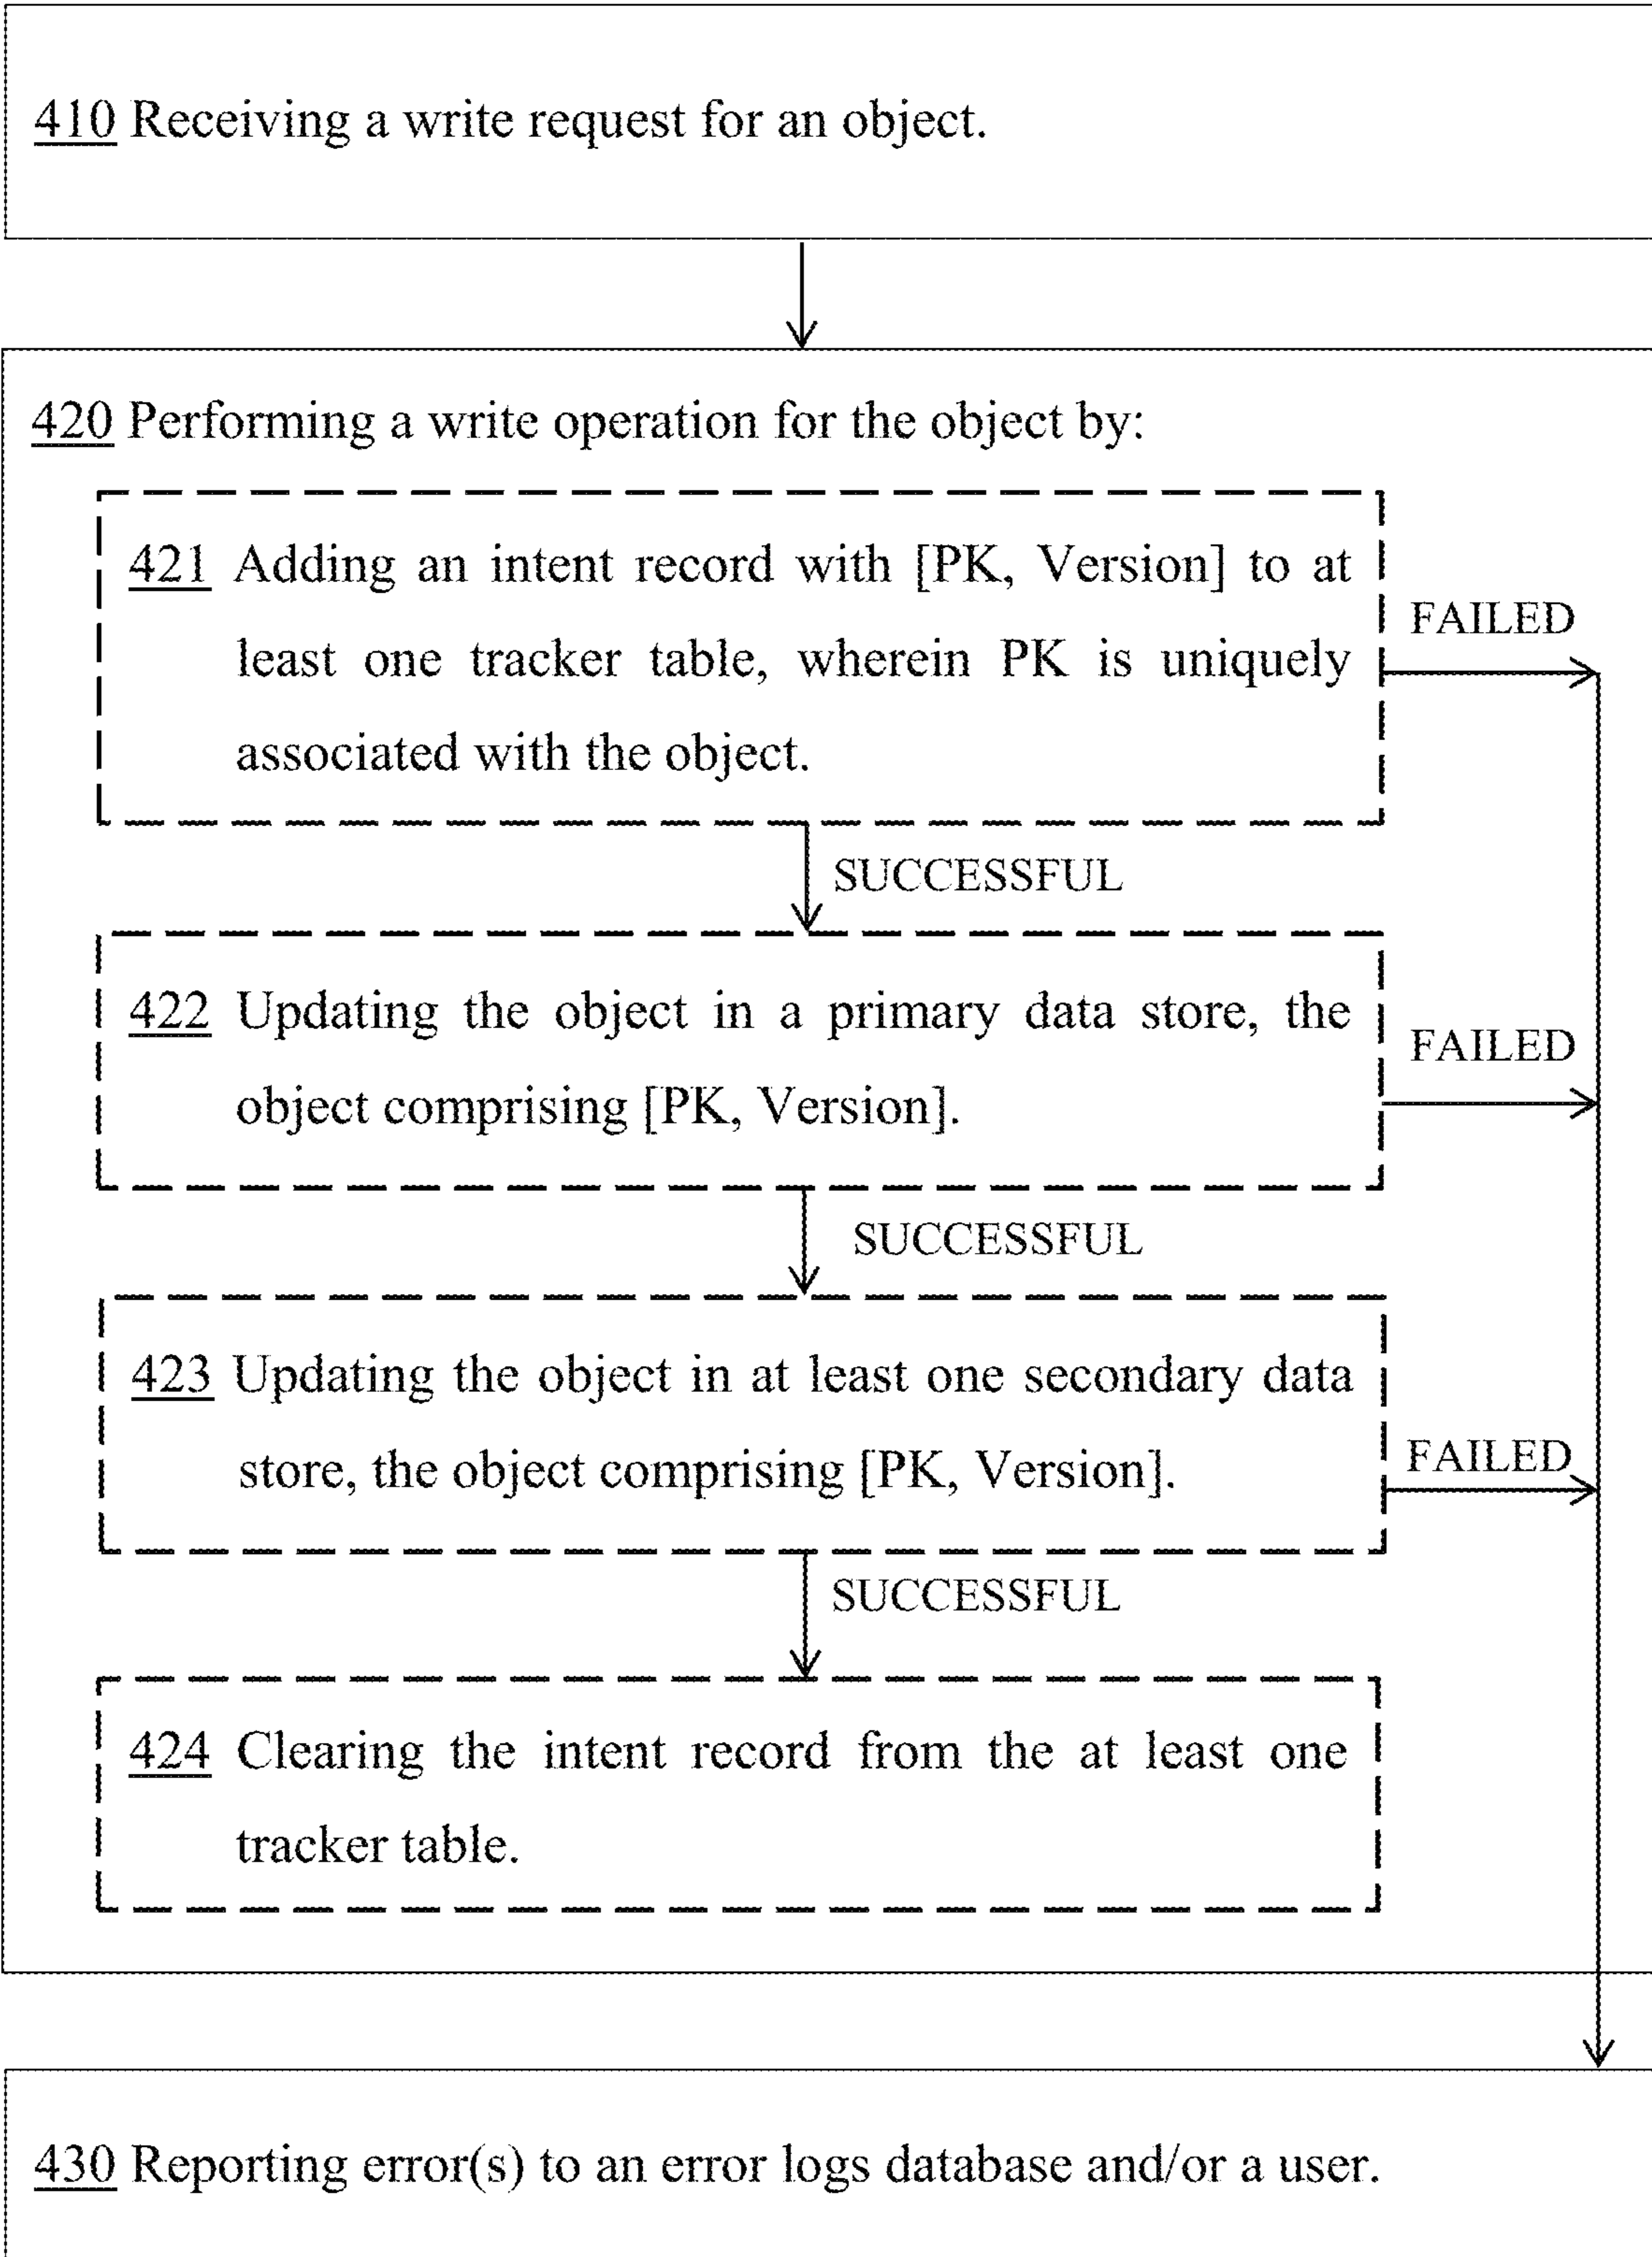 410 Receiving a write request for an object.
420 Performing a write operation for the object by:
421 Adding an intent record with [PK, Version] to at
least one tracker table, wherein PK is uniquely
associated with the object.
FAILED
SUCCESSFUL
422 Updating the object in a primary data store, the
object comprising [PK, Version].
FAILED
SUCCESSFUL
423 Updating the object in at least one secondary data
store, the object comprising [PK, Version].
FAILED
SUCCESSFUL
424 Clearing the intent record from the at least one
tracker table.
430 Reporting error(s) to an error logs database and/or a user.